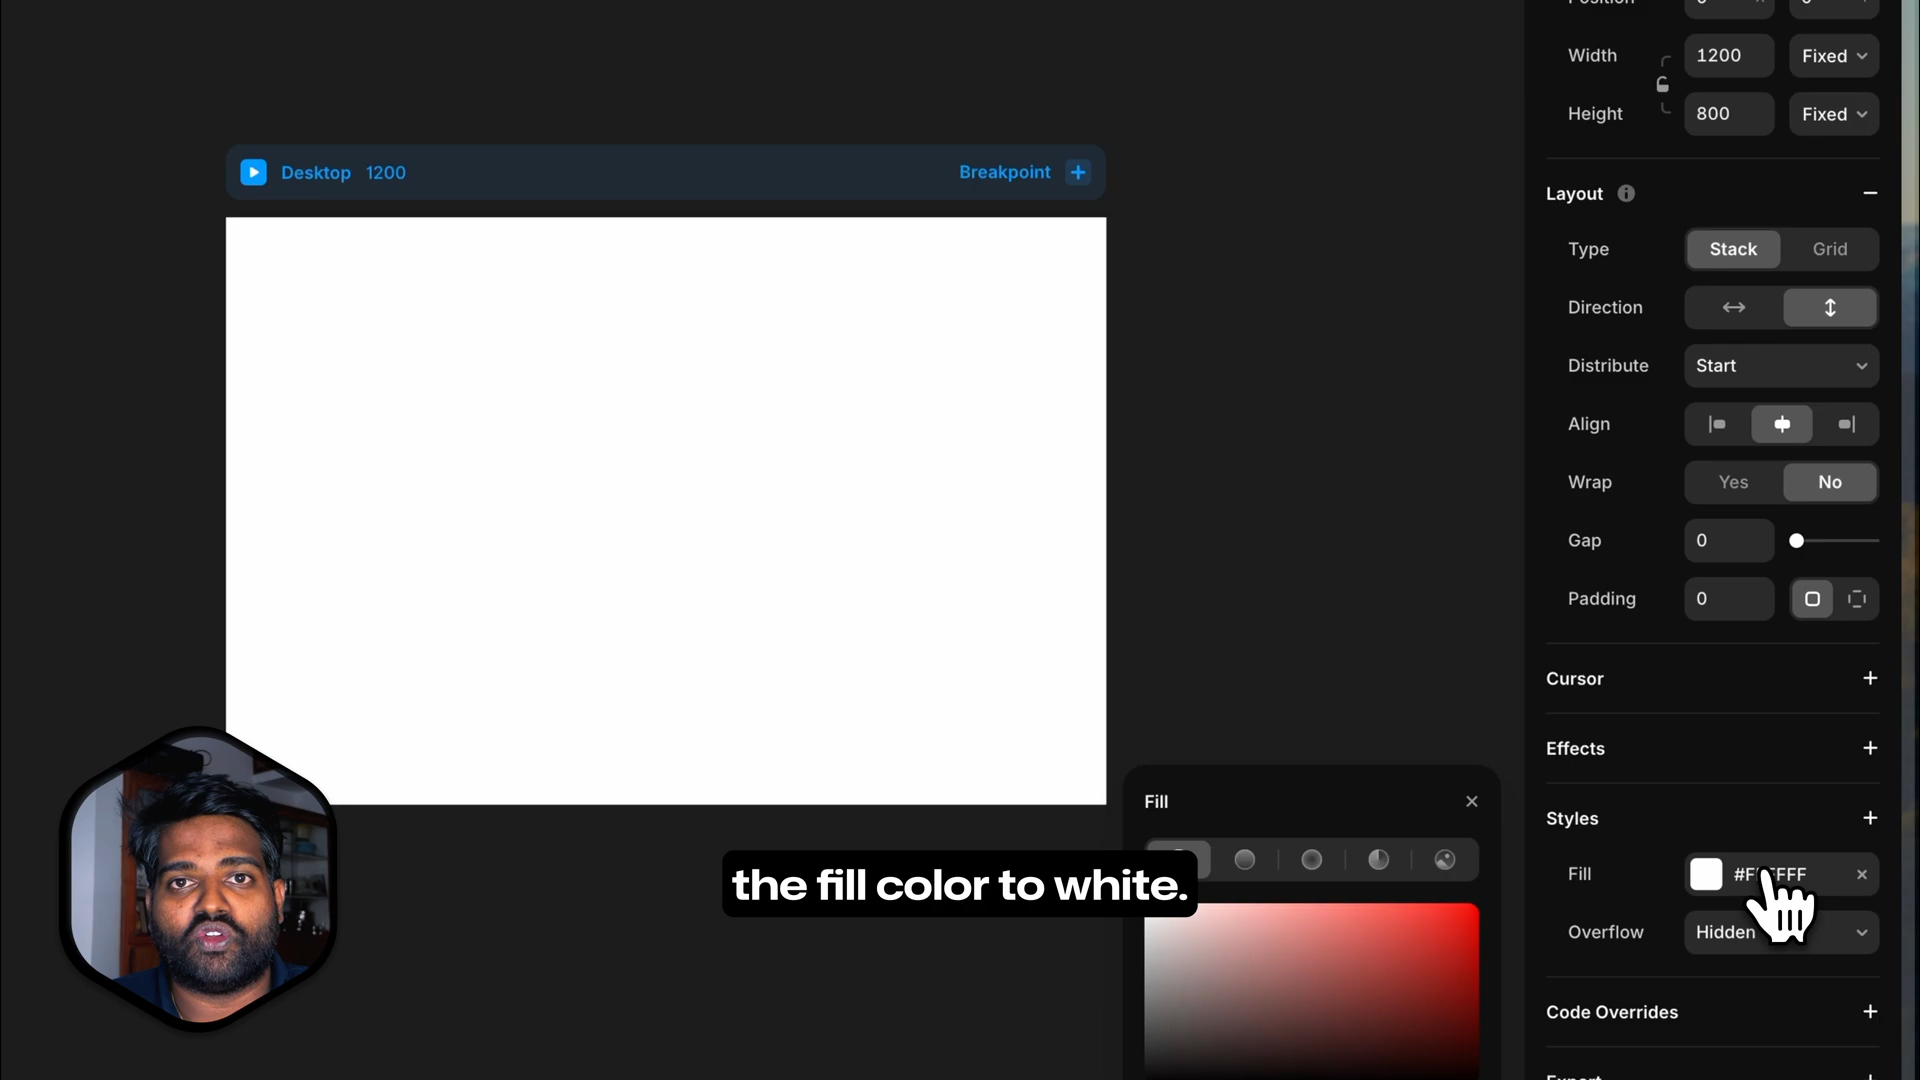 Position
Width 1200 Fixed
Height 800 Fixed
Desktop 1200 Breakpoint
Layout
Type Stack Grid
Direction
Distribute Start
Align
Wrap Yes No
Gap 0
Padding 0
Cursor
Effects
Fill
Styles
the fill color to white.
Fill
Overflow Hidden
Code Overrides